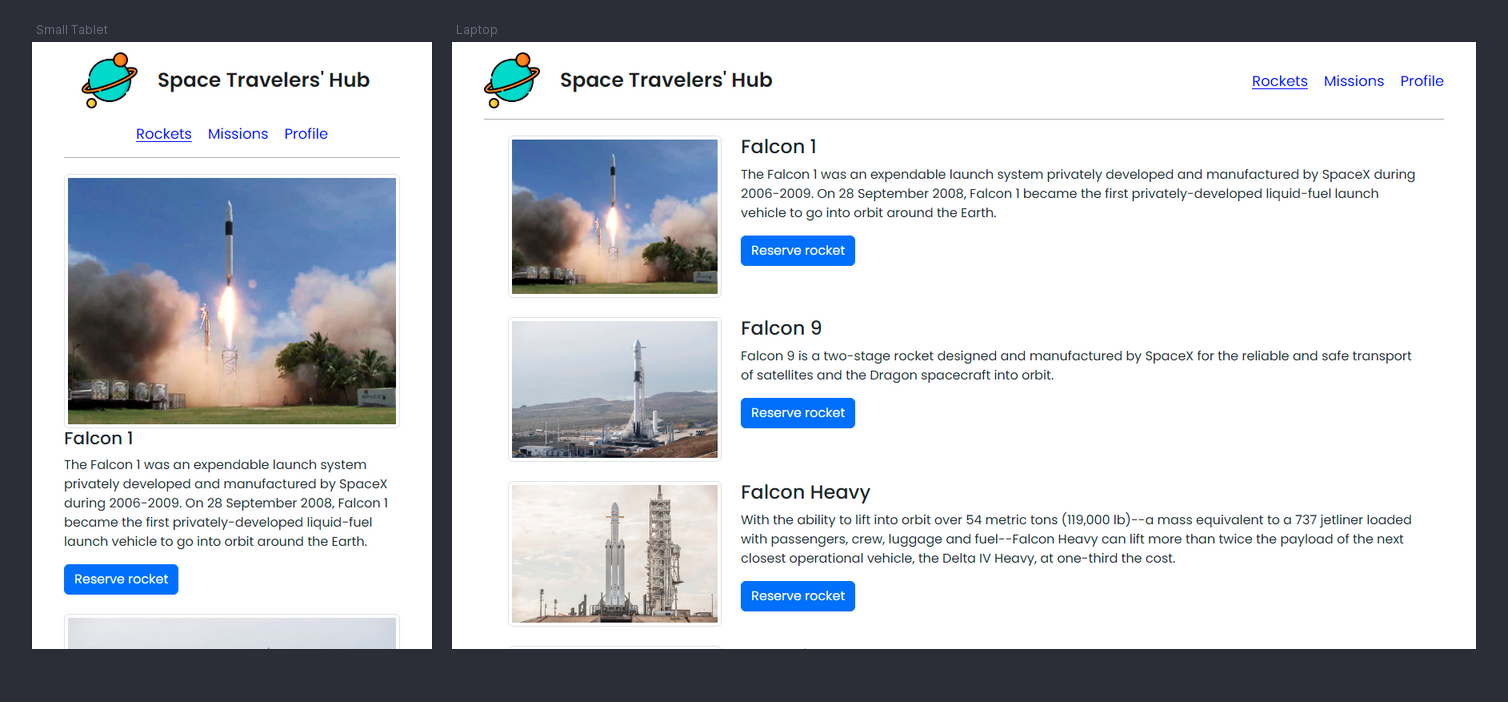 Small Tablet
Space Travelers' Hub
Rockets Missions Profile
Falcon 1
The Falcon 1 was an expendable launch system
privately developed and manufactured by SpaceX
during 2006-2009. On 28 September 2008, Falcon 1
became the first privately-developed liquid-fuel
launch vehicle to go into orbit around the Earth.
Reserve rocket
Laptop
Space Travelers' Hub
Rockets Missions Profile
Falcon 1
The Falcon 1 was an expendable launch system privately developed and manufactured by SpaceX during
2006-2009. On 28 September 2008, Falcon 1 became the first privately-developed liquid-fuel launch
vehicle to go into orbit around the Earth.
Reserve rocket
Falcon 9
Falcon 9 is a two-stage rocket designed and manufactured by SpaceX for the reliable and safe transport
of satellites and the Dragon spacecraft into orbit.
Reserve rocket
Falcon Heavy
With the ability to lift into orbit over 54 metric tons (119,000 lb)--a mass equivalent to a 737 jetliner loaded
with passengers, crew, luggage and fuel--Falcon Heavy can lift more than twice the payload of the next
closest operational vehicle, the Delta IV Heavy, at one-third the cost.
Reserve rocket